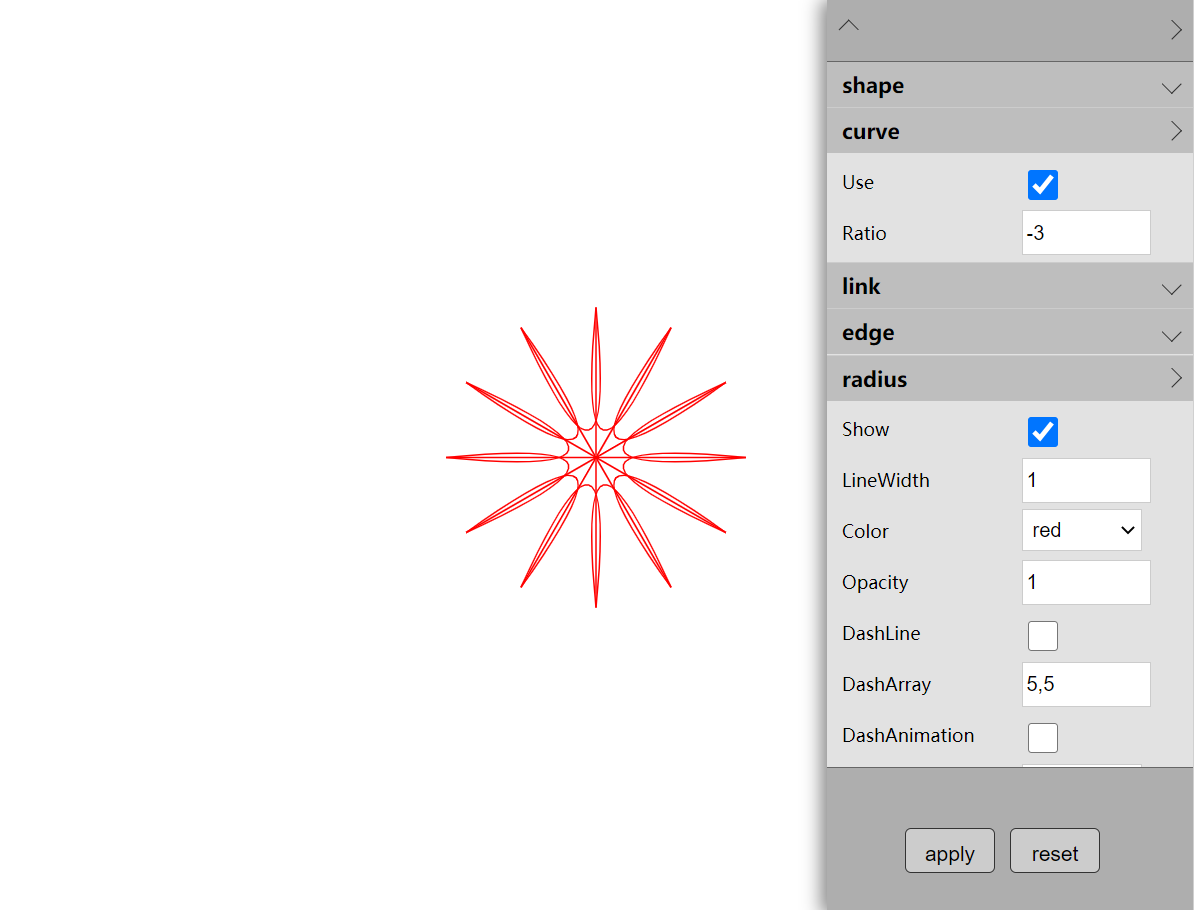 shape
curve
Use
Ratio -3
link
edge
radius
Show
LineWidth 1
Color red
Opacity 1
DashLine
DashArray 5,5
DashAnimation
apply reset